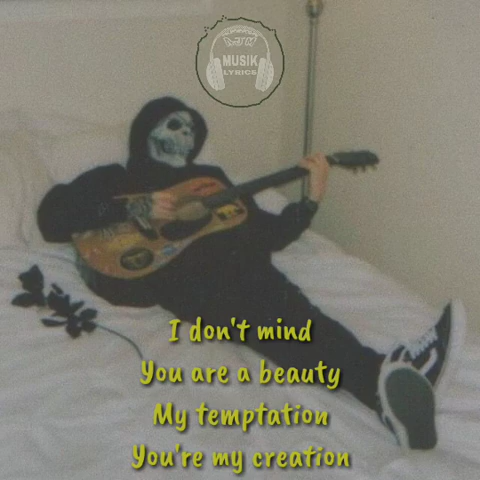 MUSIK
LYRICS
I don't mind
You are a beauty
My temptation
You're my creation